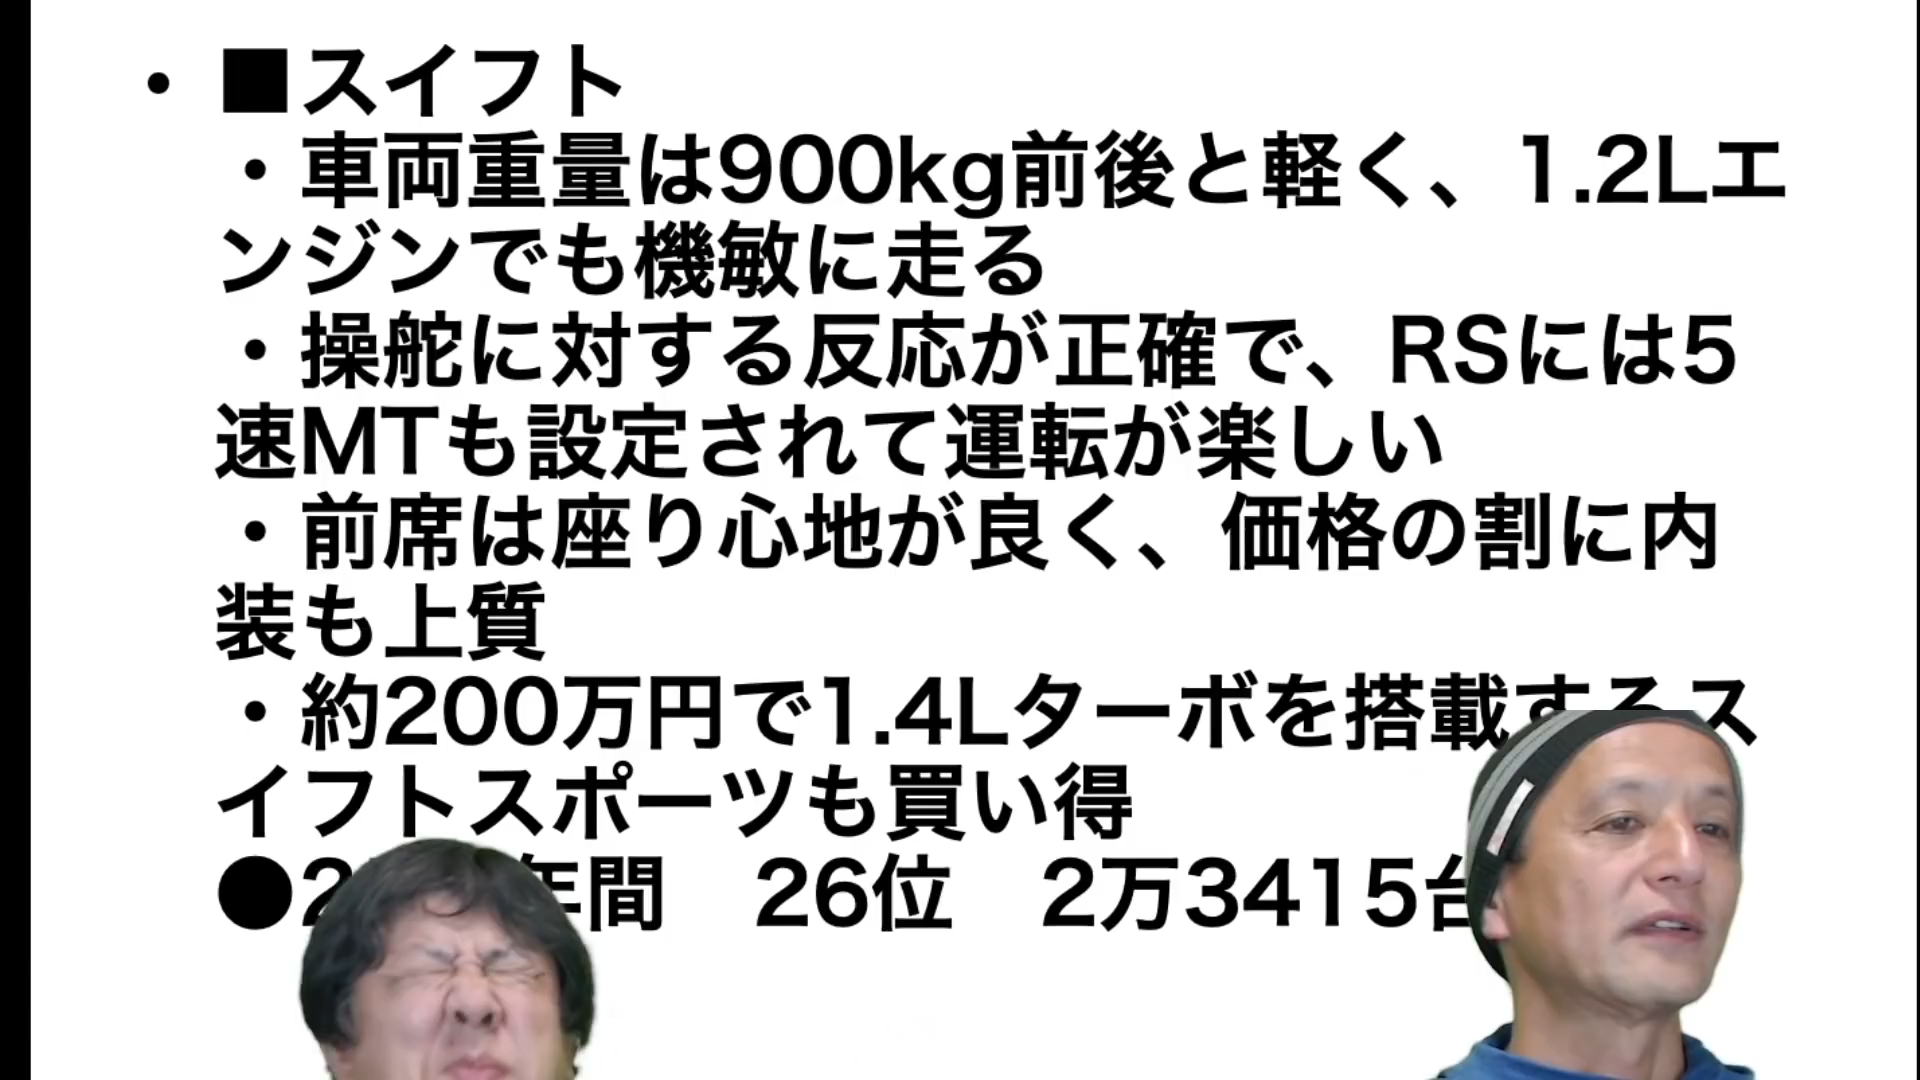 ・■スイフト
・車両重量は900kg前後と軽く、1.2Lエ
ンジンでも機敏に走る
・操舵に対する反応が正確で、RSには5
速MTも設定されて運転が楽しい
・前席は座り心地が良く、価格の割に内
装も上質
・約200万円で1.4Lターボを搭載するス
イフトスポーツも買い得
●2 年間 26位 2万3415台